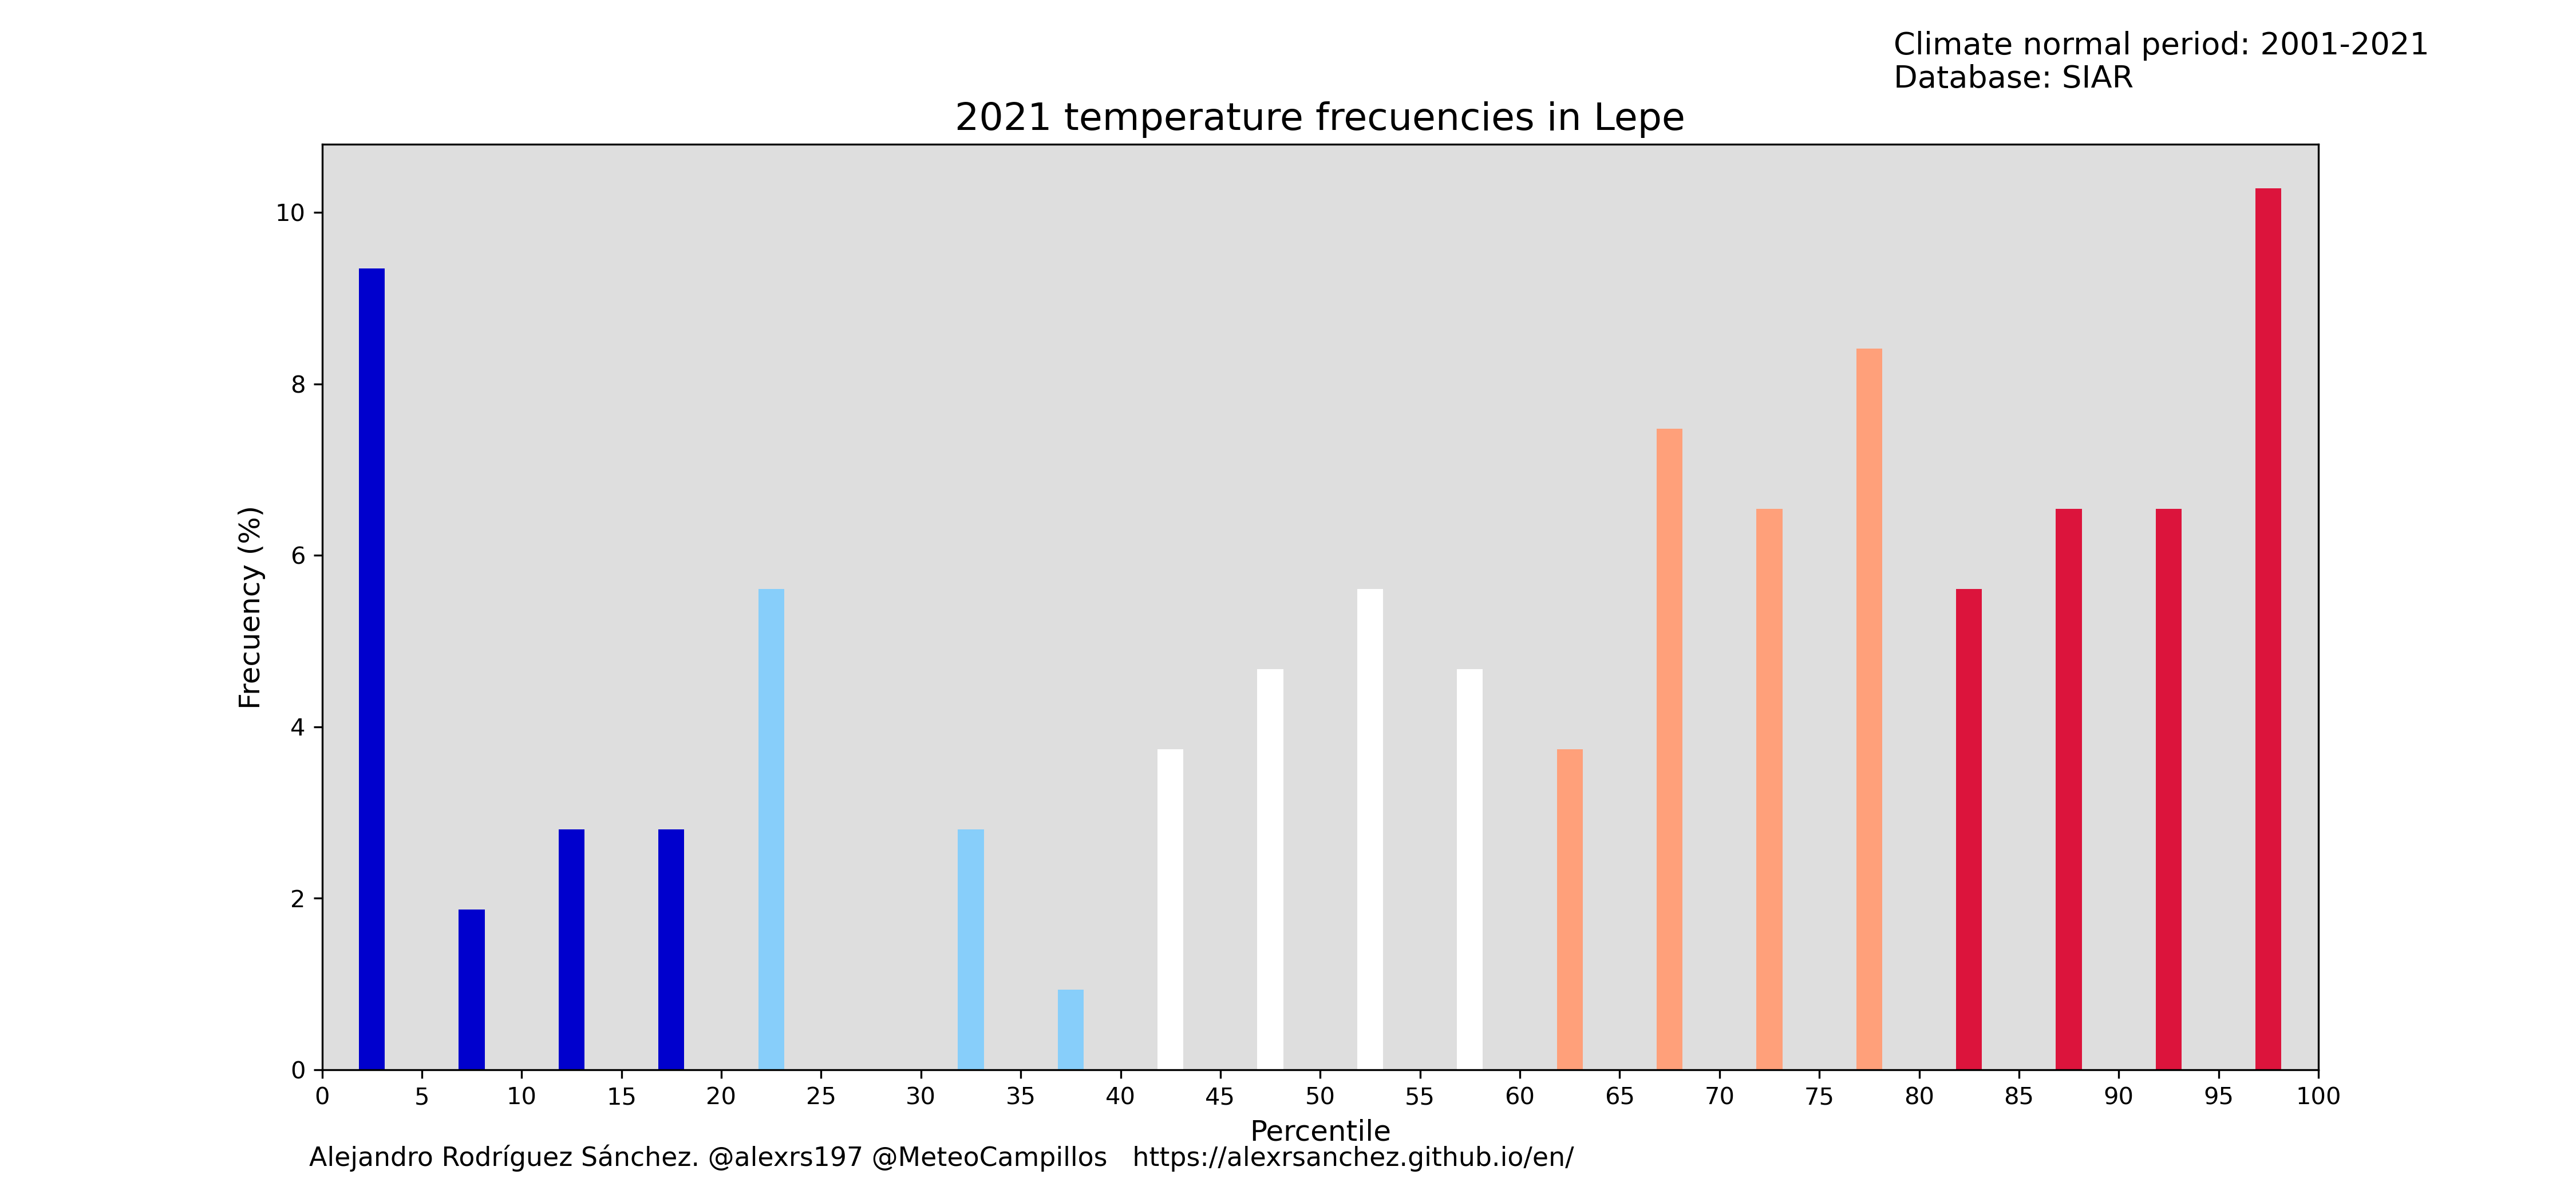 Climate normal period: 2001-2021
Database: SIAR
2021 temperature frecuencies in Lepe
10
8
6
4
2
0
Frecuency (%)
0 5 10 15 20 25 30 35 40 45 50 55 60 65 70 75 80 85 90 95 100
Percentile
Alejandro Rodríguez Sánchez. @alexrs197 @MeteoCampillos https://alexrsanchez.github.io/en/